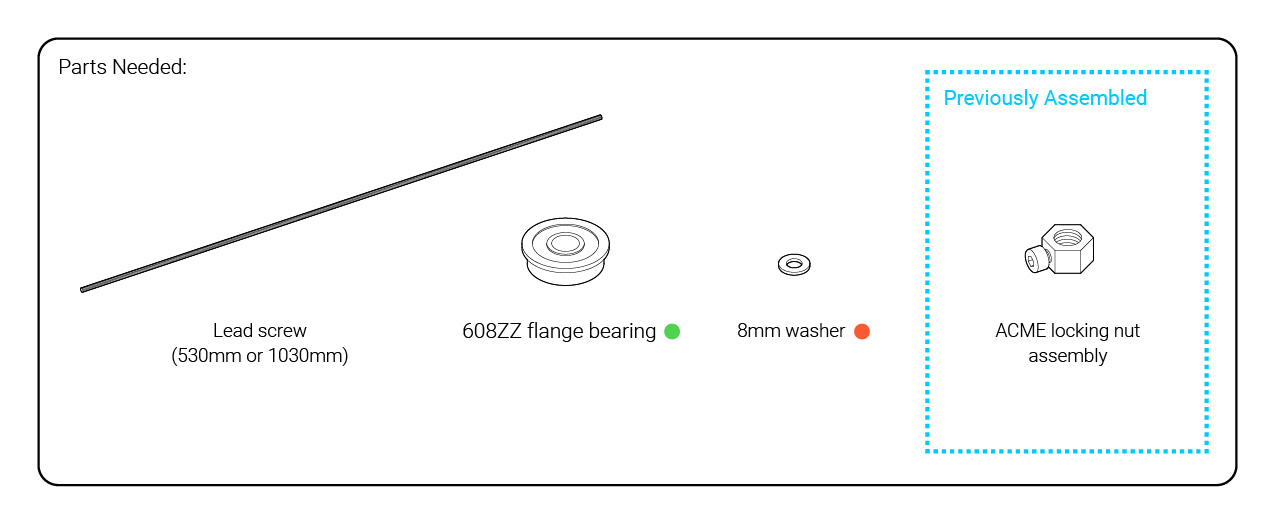 Parts Needed:
Previously Assembled
Lead screw
(530mm or 1030mm)
608ZZ flange bearing
8mm washer
ACME locking nut
assembly